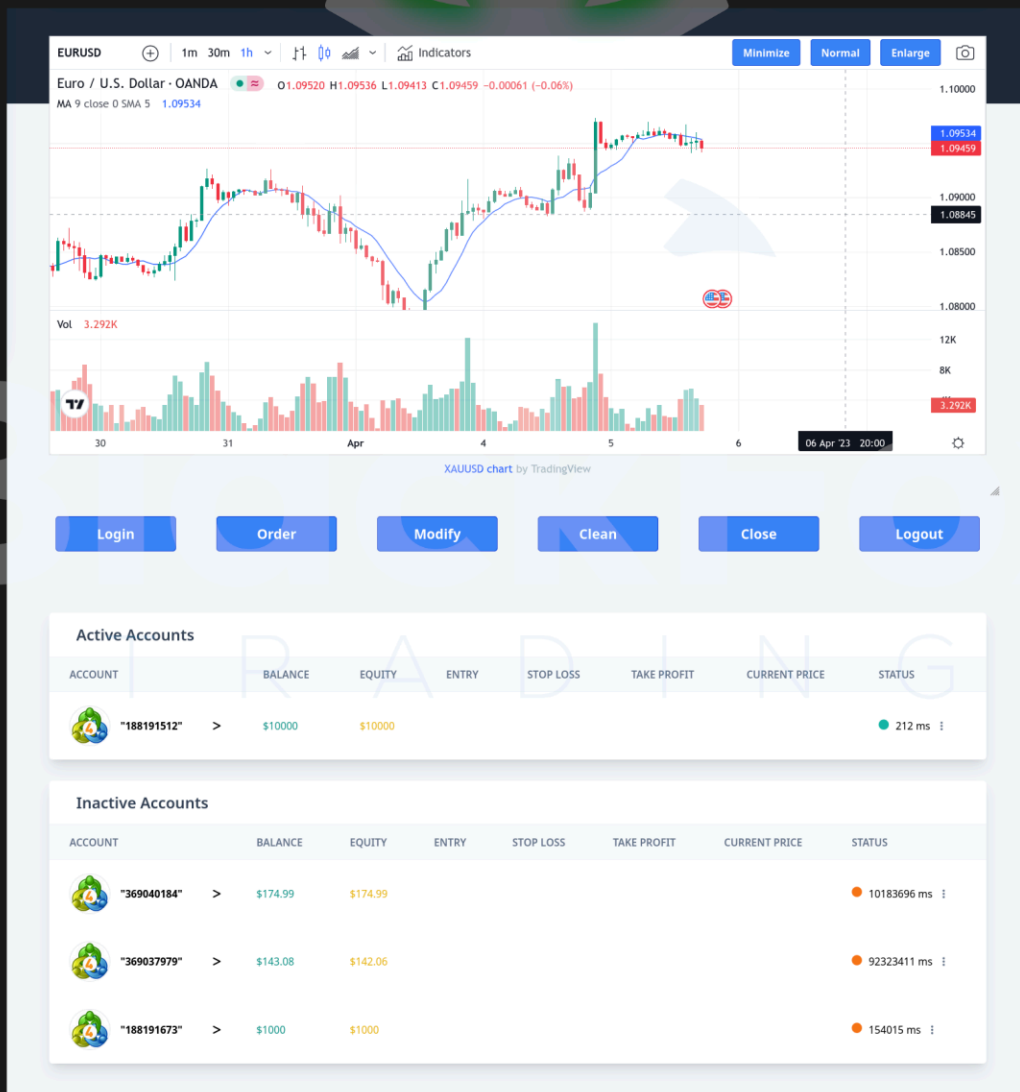 EURUSD 1m 30m 1h Indicators Minimize Normal Enlarge
Euro / U.S. Dollar · OANDA ≈ O1.09520 H1.09536 L1.09413 C1.09459 −0.00061 (−0.06%)
MA 9 close 0 SMA 5 1.09534
1.10000
1.09534
1.09459
1.09000
1.08845
1.08500
1.08000
Vol 3.292K
12K
8K
3.292K
30 31 Apr 4 5 6 06 Apr '23 20:00
XAUUSD chart by TradingView
Login Order Modify Clean Close Logout
TRADING
Active Accounts
ACCOUNT BALANCE EQUITY ENTRY STOP LOSS TAKE PROFIT CURRENT PRICE STATUS
"188191512" > $10000 $10000 212 ms
Inactive Accounts
ACCOUNT BALANCE EQUITY ENTRY STOP LOSS TAKE PROFIT CURRENT PRICE STATUS
"369040184" > $174.99 $174.99 10183696 ms
"369037979" > $143.08 $142.06 92323411 ms
"188191673" > $1000 $1000 154015 ms